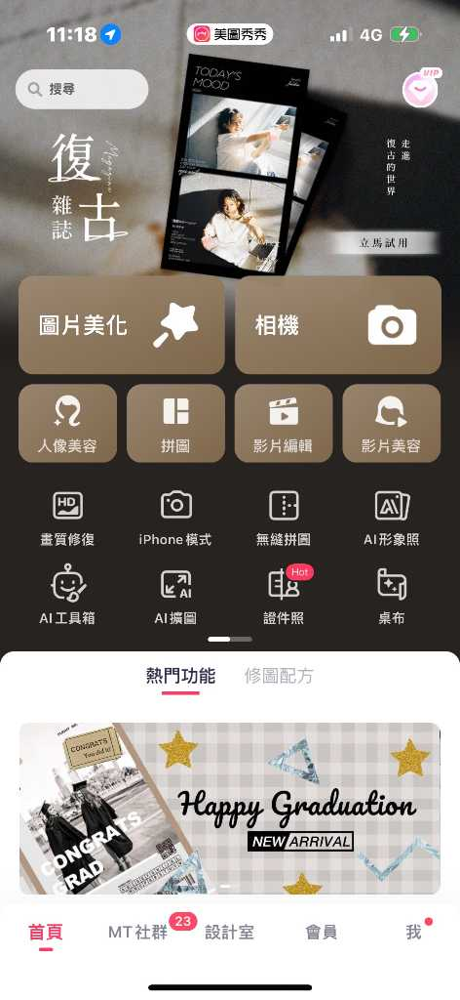 11:18
美圖秀秀
4G
搜尋
VIP
TODAY'S
MOOD
復古
雜誌
Magazine
走進
復古的世界
立馬試用
圖片美化
相機
人像美容
拼圖
影片編輯
影片美容
HD
畫質修復
iPhone 模式
無縫拼圖
AI
AI形象照
AI工具箱
AI
AI擴圖
Hot
證件照
桌布
熱門功能
修圖配方
CONGRATS
You did it!
CONGRATS
GRAD
Happy Graduation
NEW ARRIVAL
首頁
MT社群
23
設計室
會員
我